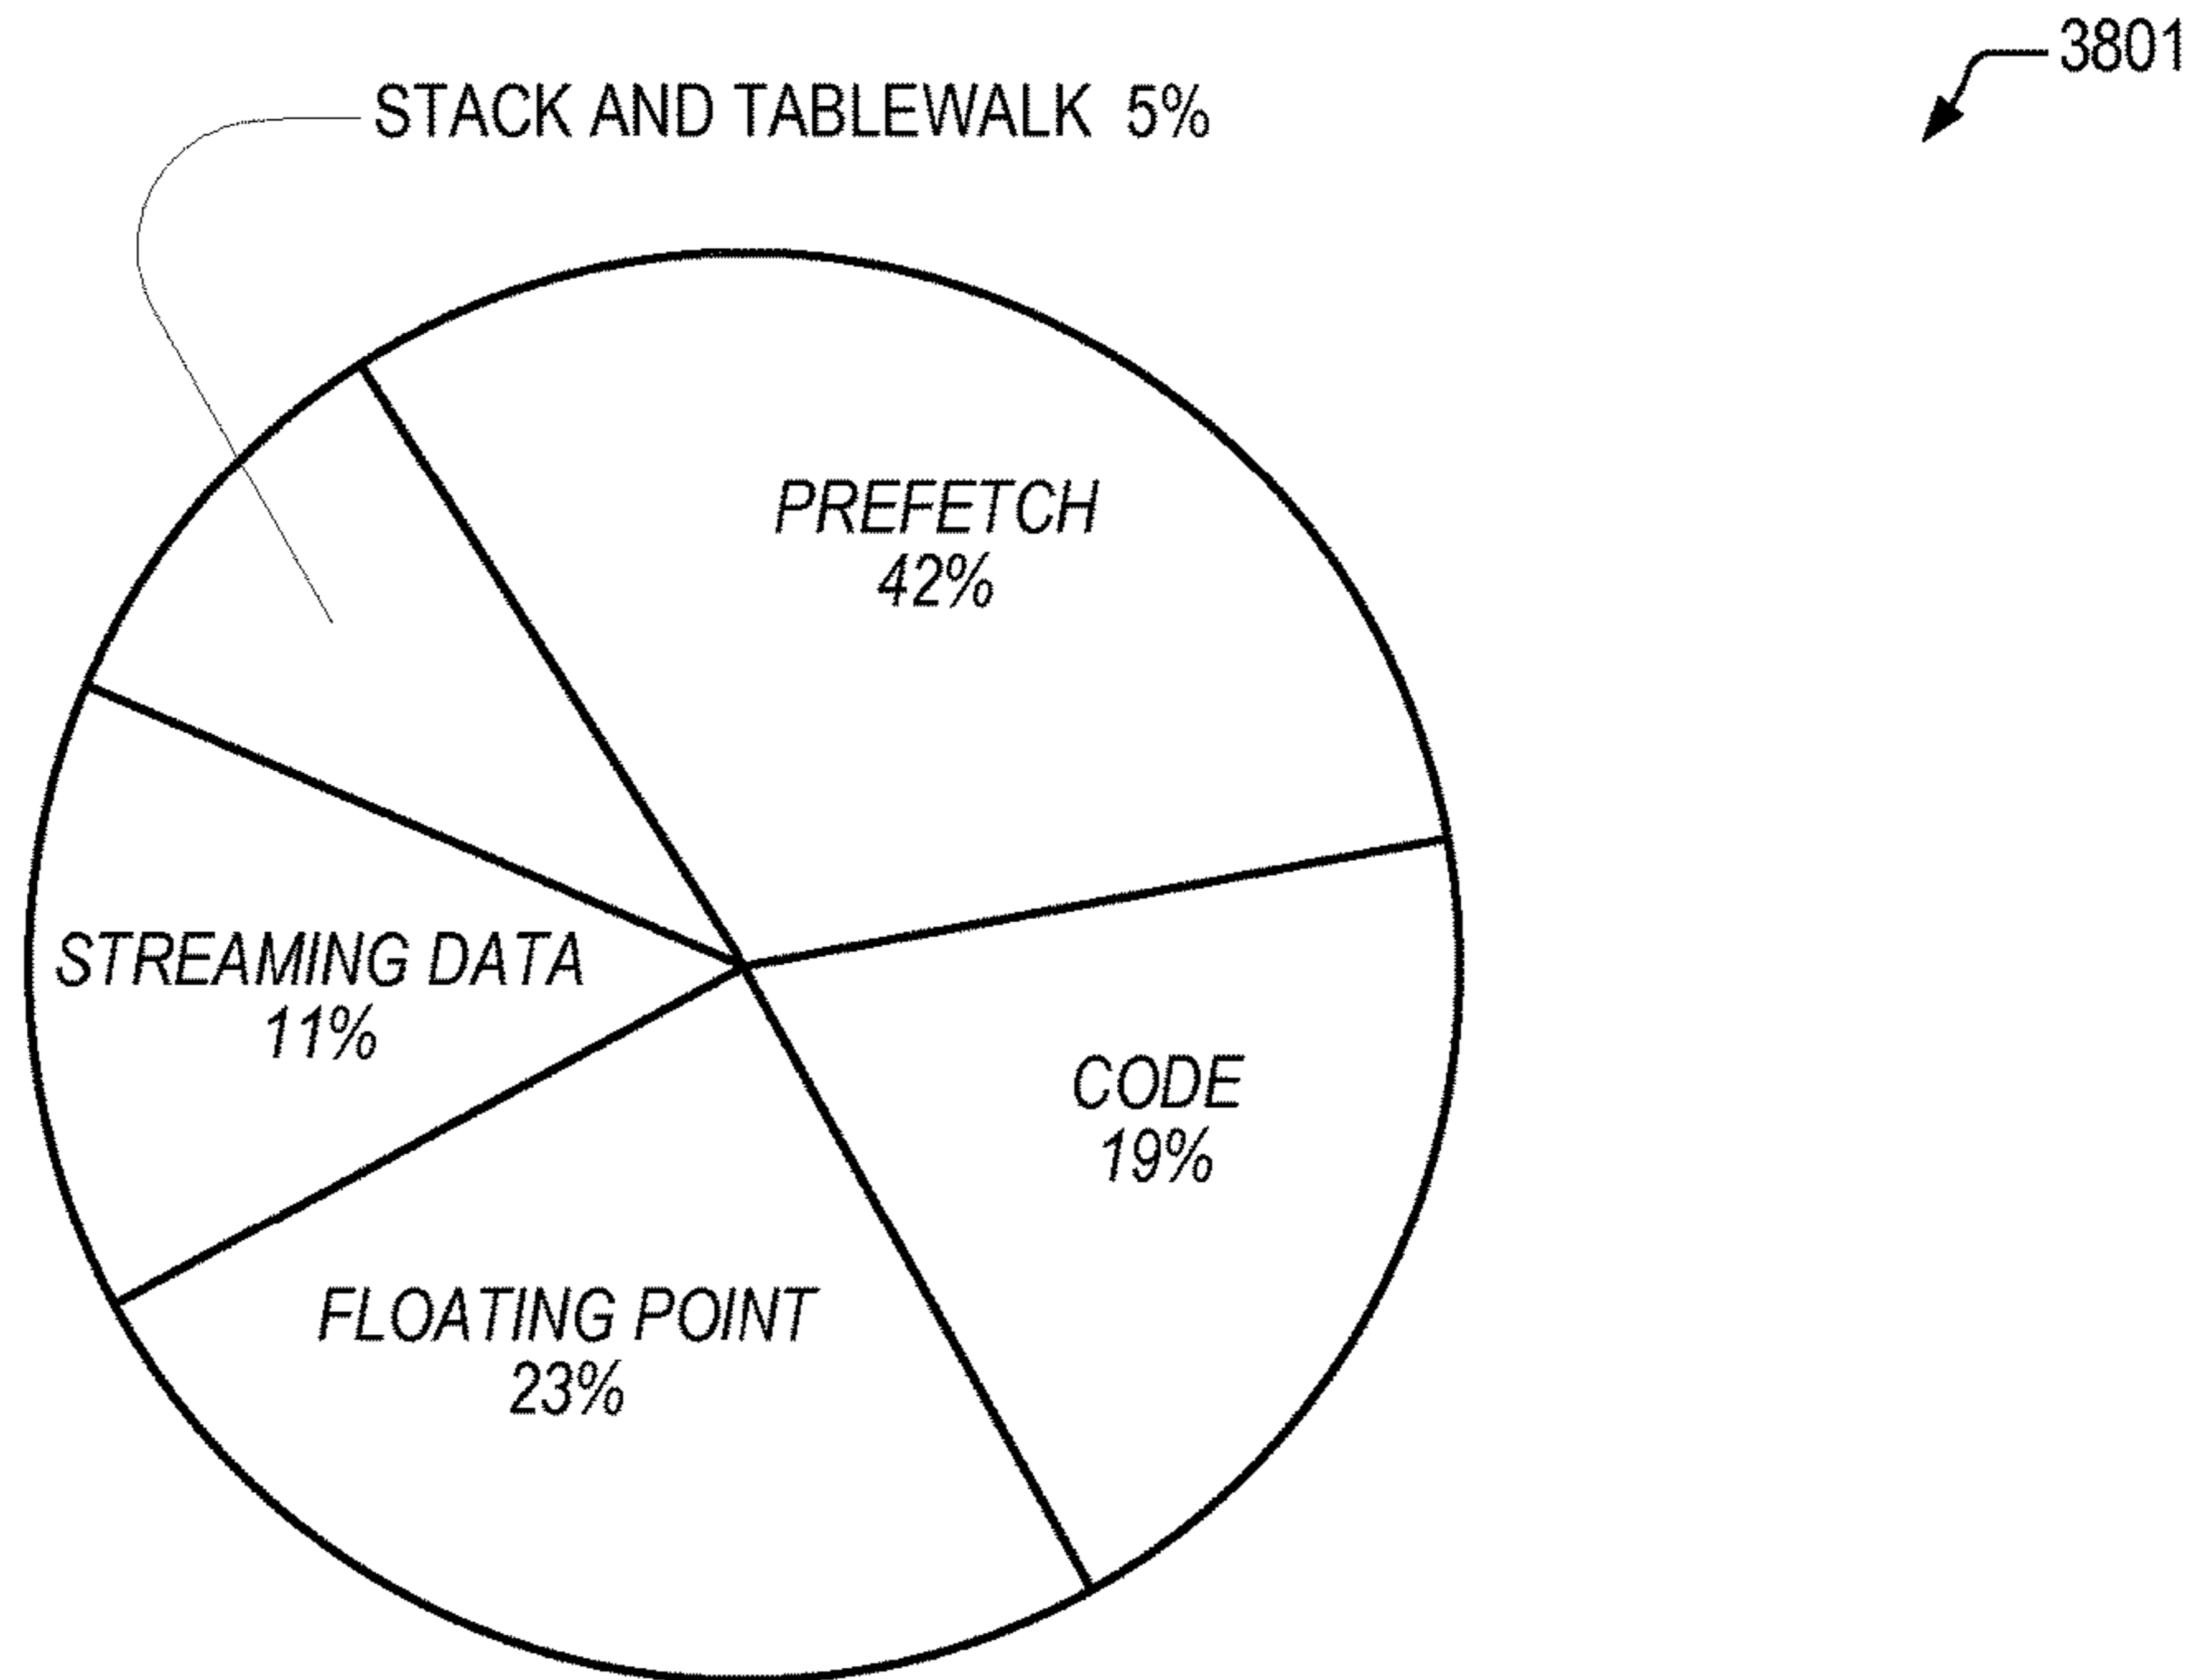 3801
STACK AND TABLEWALK 5%
PREFETCH
42%
STREAMING DATA
11%
CODE
19%
FLOATING POINT
23%